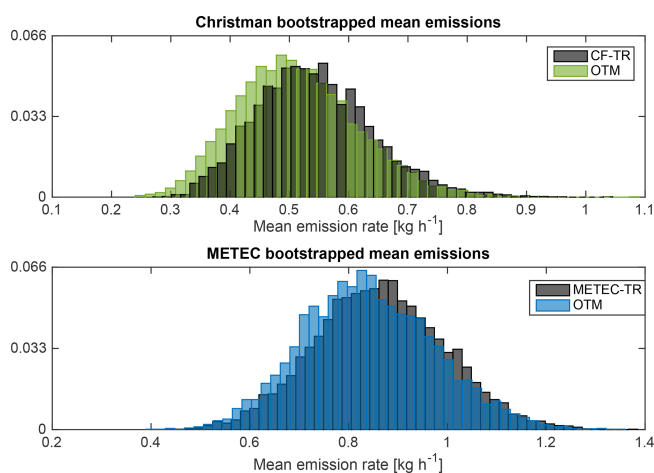 Christman bootstrapped mean emissions
0.066
0.033
0
CF-TR
OTM
0.1 0.2 0.3 0.4 0.5 0.6 0.7 0.8 0.9 1 1.1
Mean emission rate [kg h-1]
METEC bootstrapped mean emissions
0.066
0.033
0
METEC-TR
OTM
0.2 0.4 0.6 0.8 1 1.2 1.4
Mean emission rate [kg h-1]